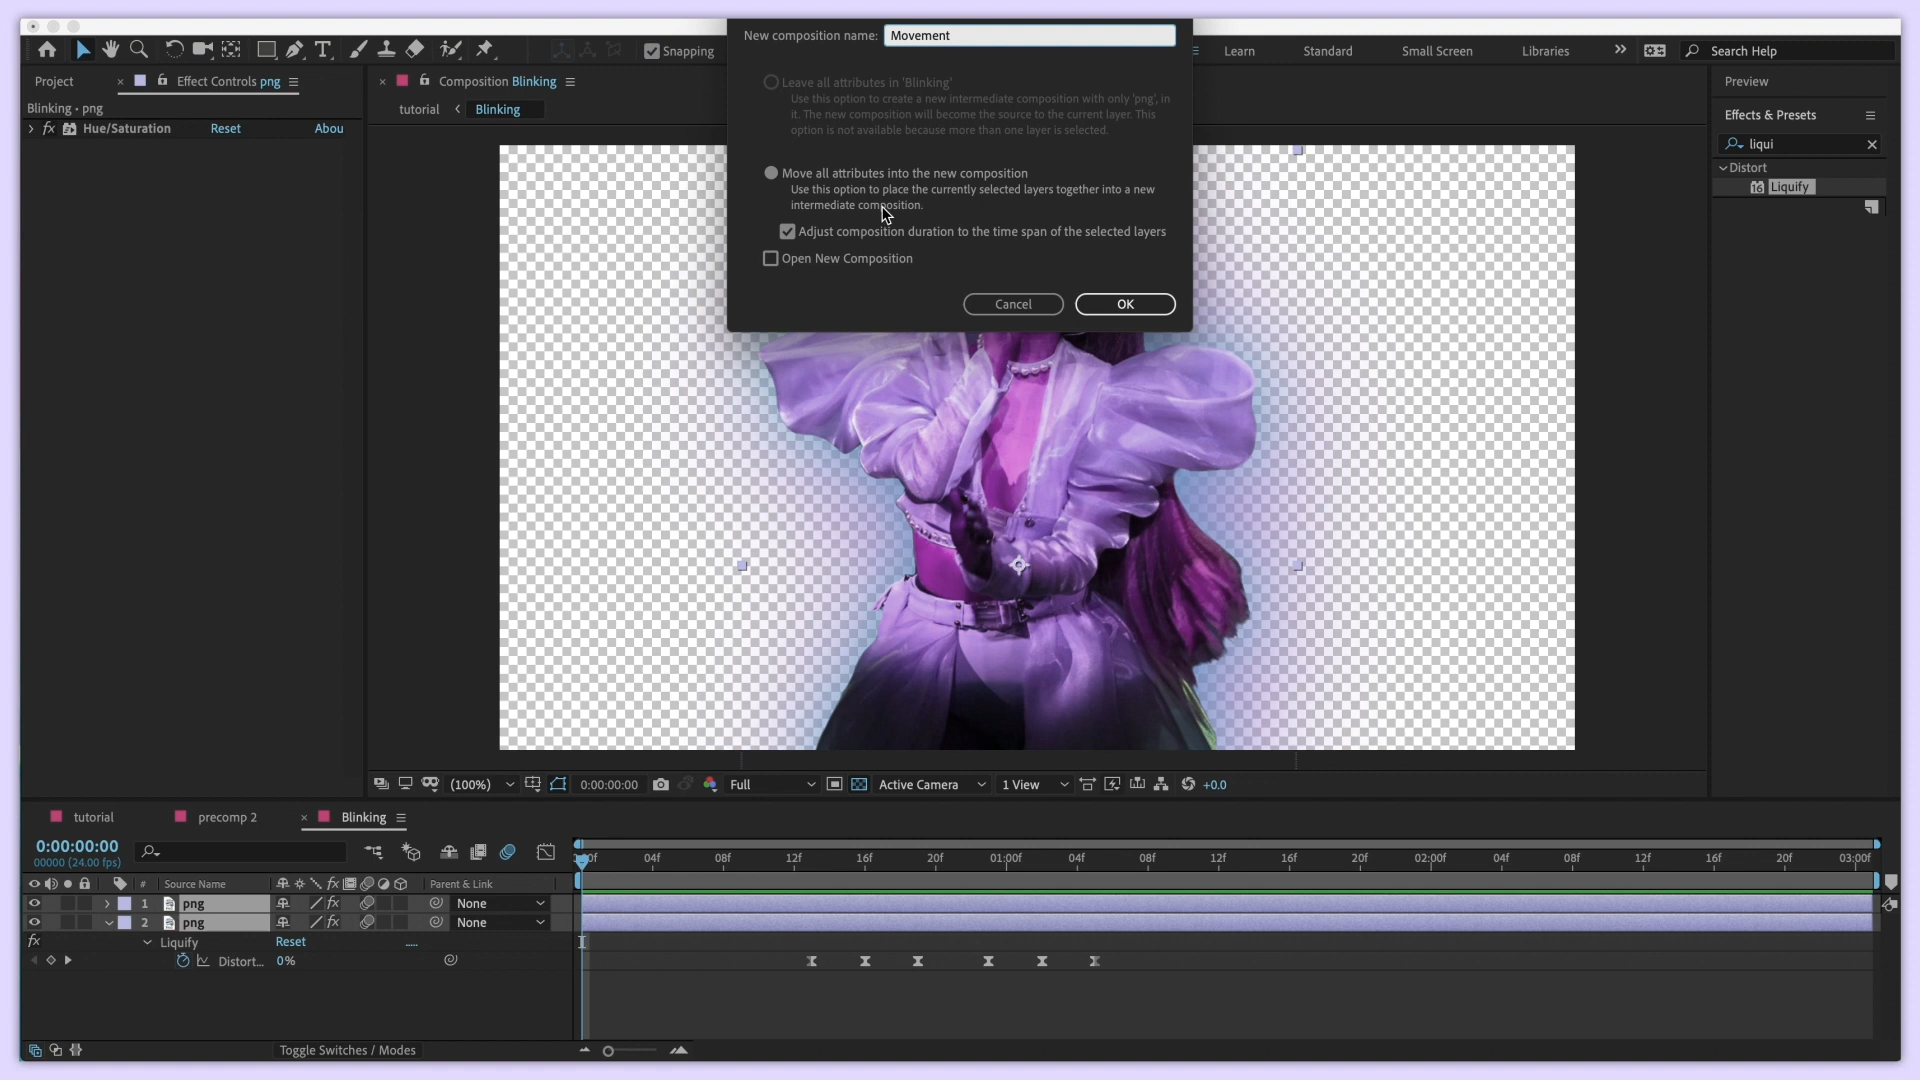 New composition name: Movement
Snapping
Learn
Standard
Small Screen
Libraries
Search Help
Project
Effect Controls png
Composition Blinking
Leave all attributes in 'Blinking'
Use this option to create a new intermediate composition with only 'png', in
it. The new composition will become the source to the current layer. This
option is not available because more than one layer is selected.
Preview
Blinking • png
tutorial
Blinking
Effects & Presets
fx Hue/Saturation Reset Abou
liqui
Distort
16 Liquify
Move all attributes into the new composition
Use this option to place the currently selected layers together into a new
intermediate composition.
Adjust composition duration to the time span of the selected layers
Open New Composition
Cancel
OK
(100%)
0:00:00:00
Full
Active Camera
1 View
+0.0
tutorial
precomp 2
Blinking
0:00:00:00
00000 (24.00 fps)
04f 08f 12f 16f 20f 01:00f 04f 08f 12f 16f 20f 02:00f 04f 08f 12f 16f 20f 03:00f
# Source Name
fx
Parent & Link
1 png fx None
2 png fx None
fx Liquify Reset .....
Distort... 0%
Toggle Switches / Modes